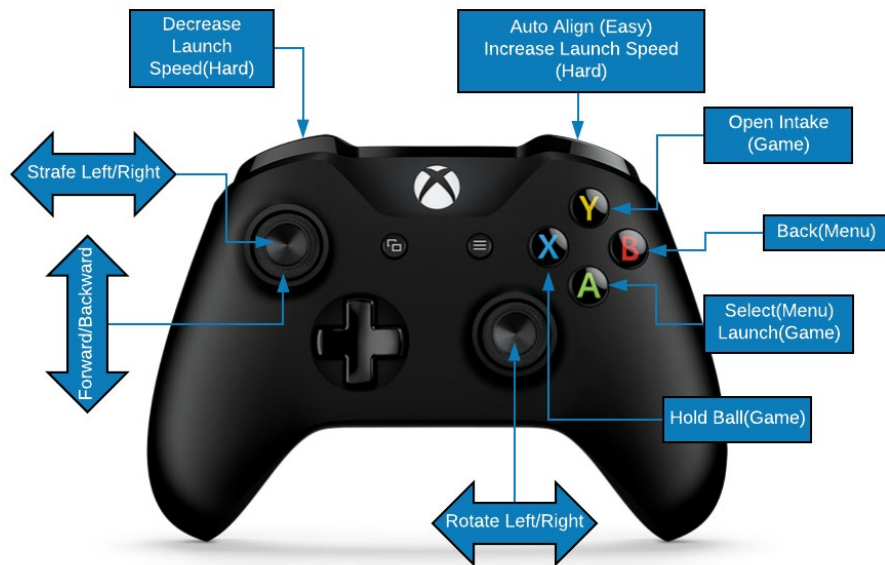 Decrease
Launch
Speed(Hard)
Auto Align (Easy)
Increase Launch Speed
(Hard)
Open Intake
(Game)
Strafe Left/Right
Y
X
B
A
Back(Menu)
Select(Menu)
Launch(Game)
Forward/Backward
Hold Ball(Game)
Rotate Left/Right